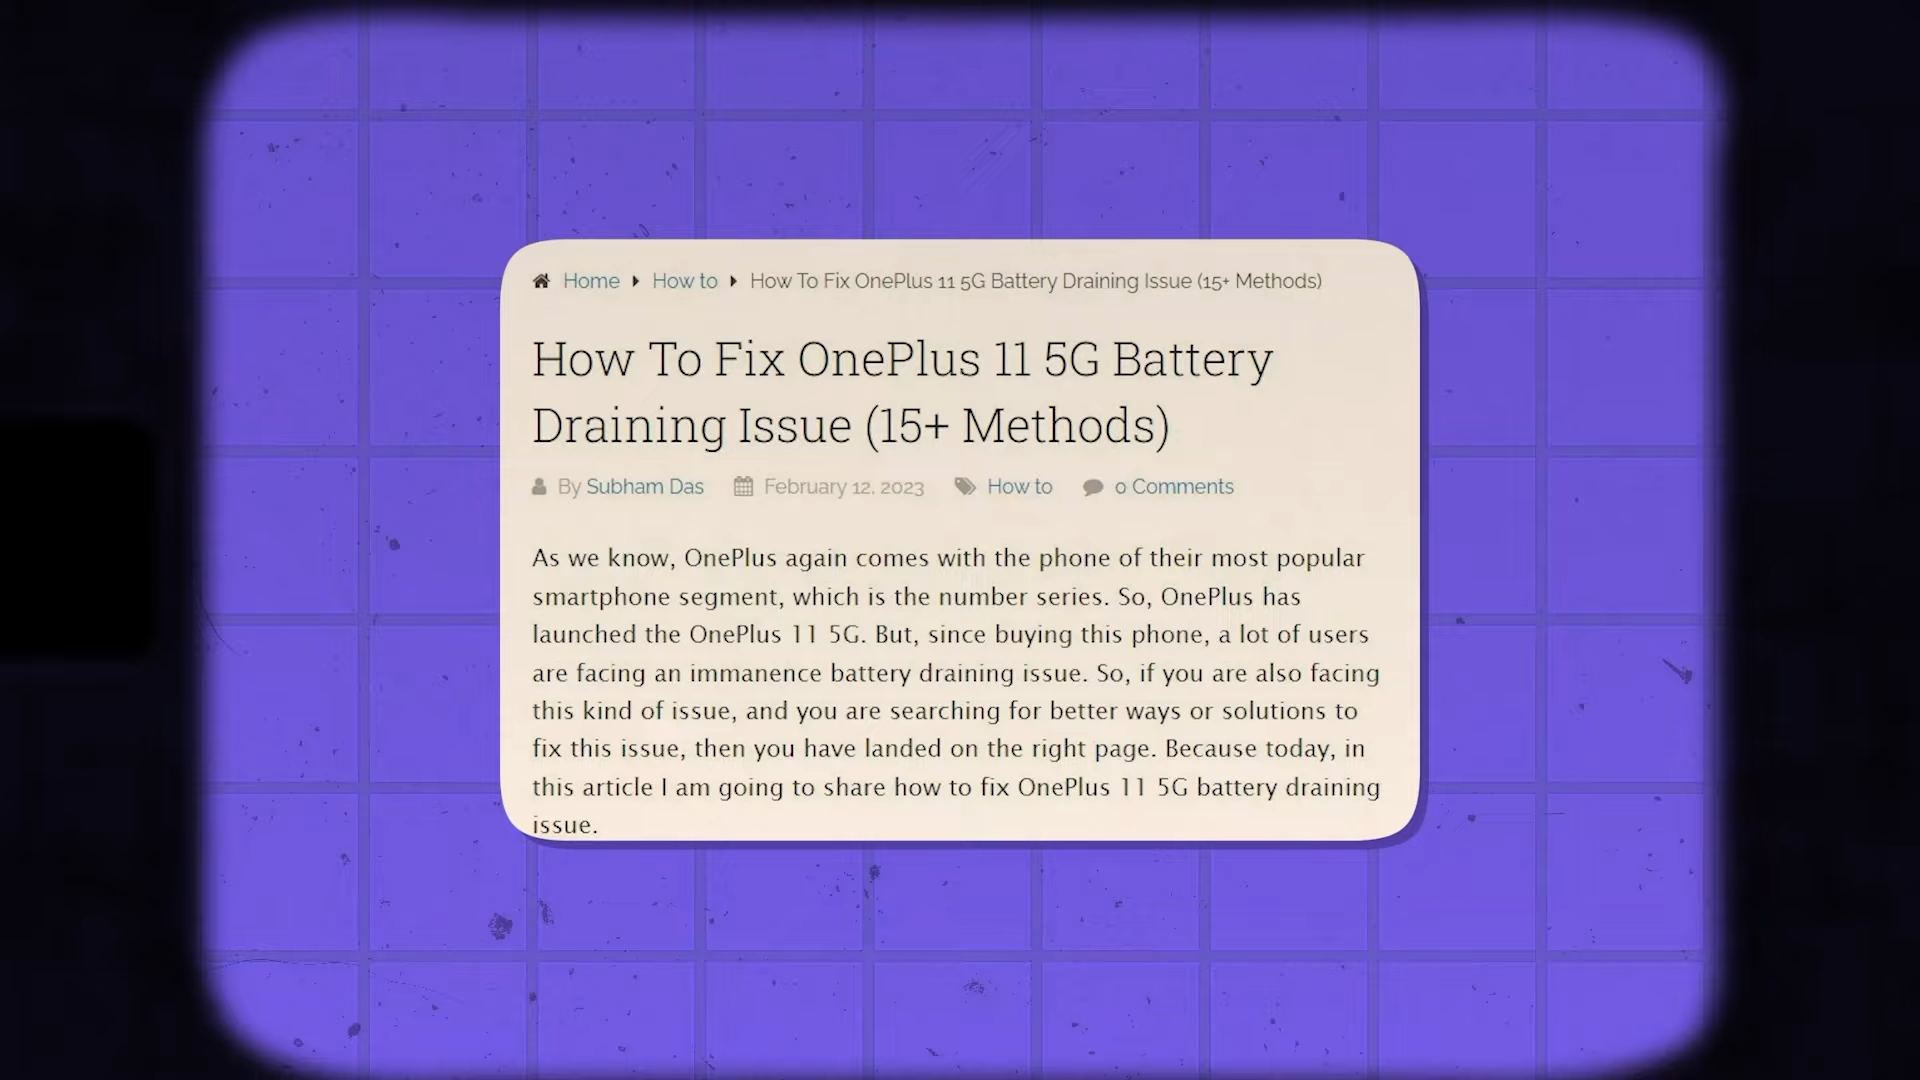 Home How to How To Fix OnePlus 11 5G Battery Draining Issue (15+ Methods)
How To Fix OnePlus 11 5G Battery
Draining Issue (15+ Methods)
By Subham Das February 12, 2023 How to 0 Comments
As we know, OnePlus again comes with the phone of their most popular
smartphone segment, which is the number series. So, OnePlus has
launched the OnePlus 11 5G. But, since buying this phone, a lot of users
are facing an immanence battery draining issue. So, if you are also facing
this kind of issue, and you are searching for better ways or solutions to
fix this issue, then you have landed on the right page. Because today, in
this article I am going to share how to fix OnePlus 11 5G battery draining
issue.